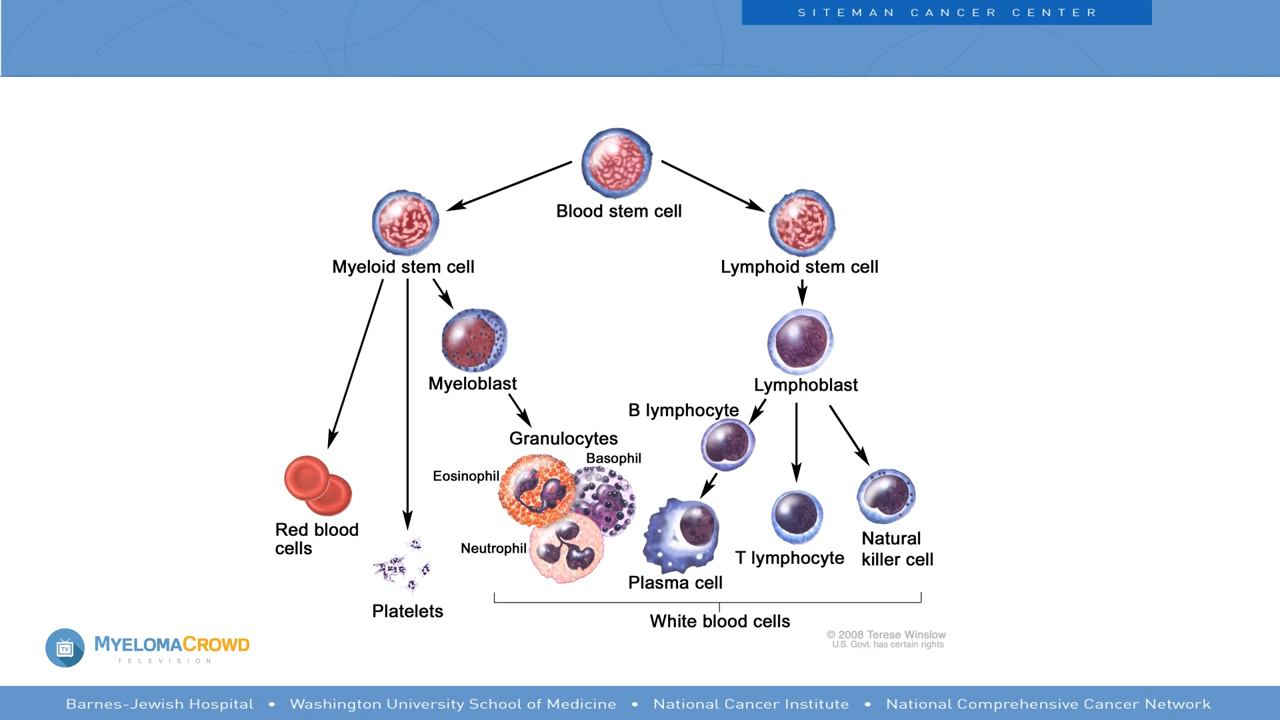 SITEMAN CANCER CENTER
Blood stem cell
Myeloid stem cell
Lymphoid stem cell
Myeloblast
Lymphoblast
B lymphocyte
Granulocytes
Basophil
Eosinophil
Neutrophil
Red blood
cells
Platelets
Plasma cell
T lymphocyte
Natural
killer cell
White blood cells
© 2008 Terese Winslow
U.S. Govt. has certain rights
TV
MYELOMACROWD
TELEVISION
Barnes-Jewish Hospital • Washington University School of Medicine • National Cancer Institute • National Comprehensive Cancer Network